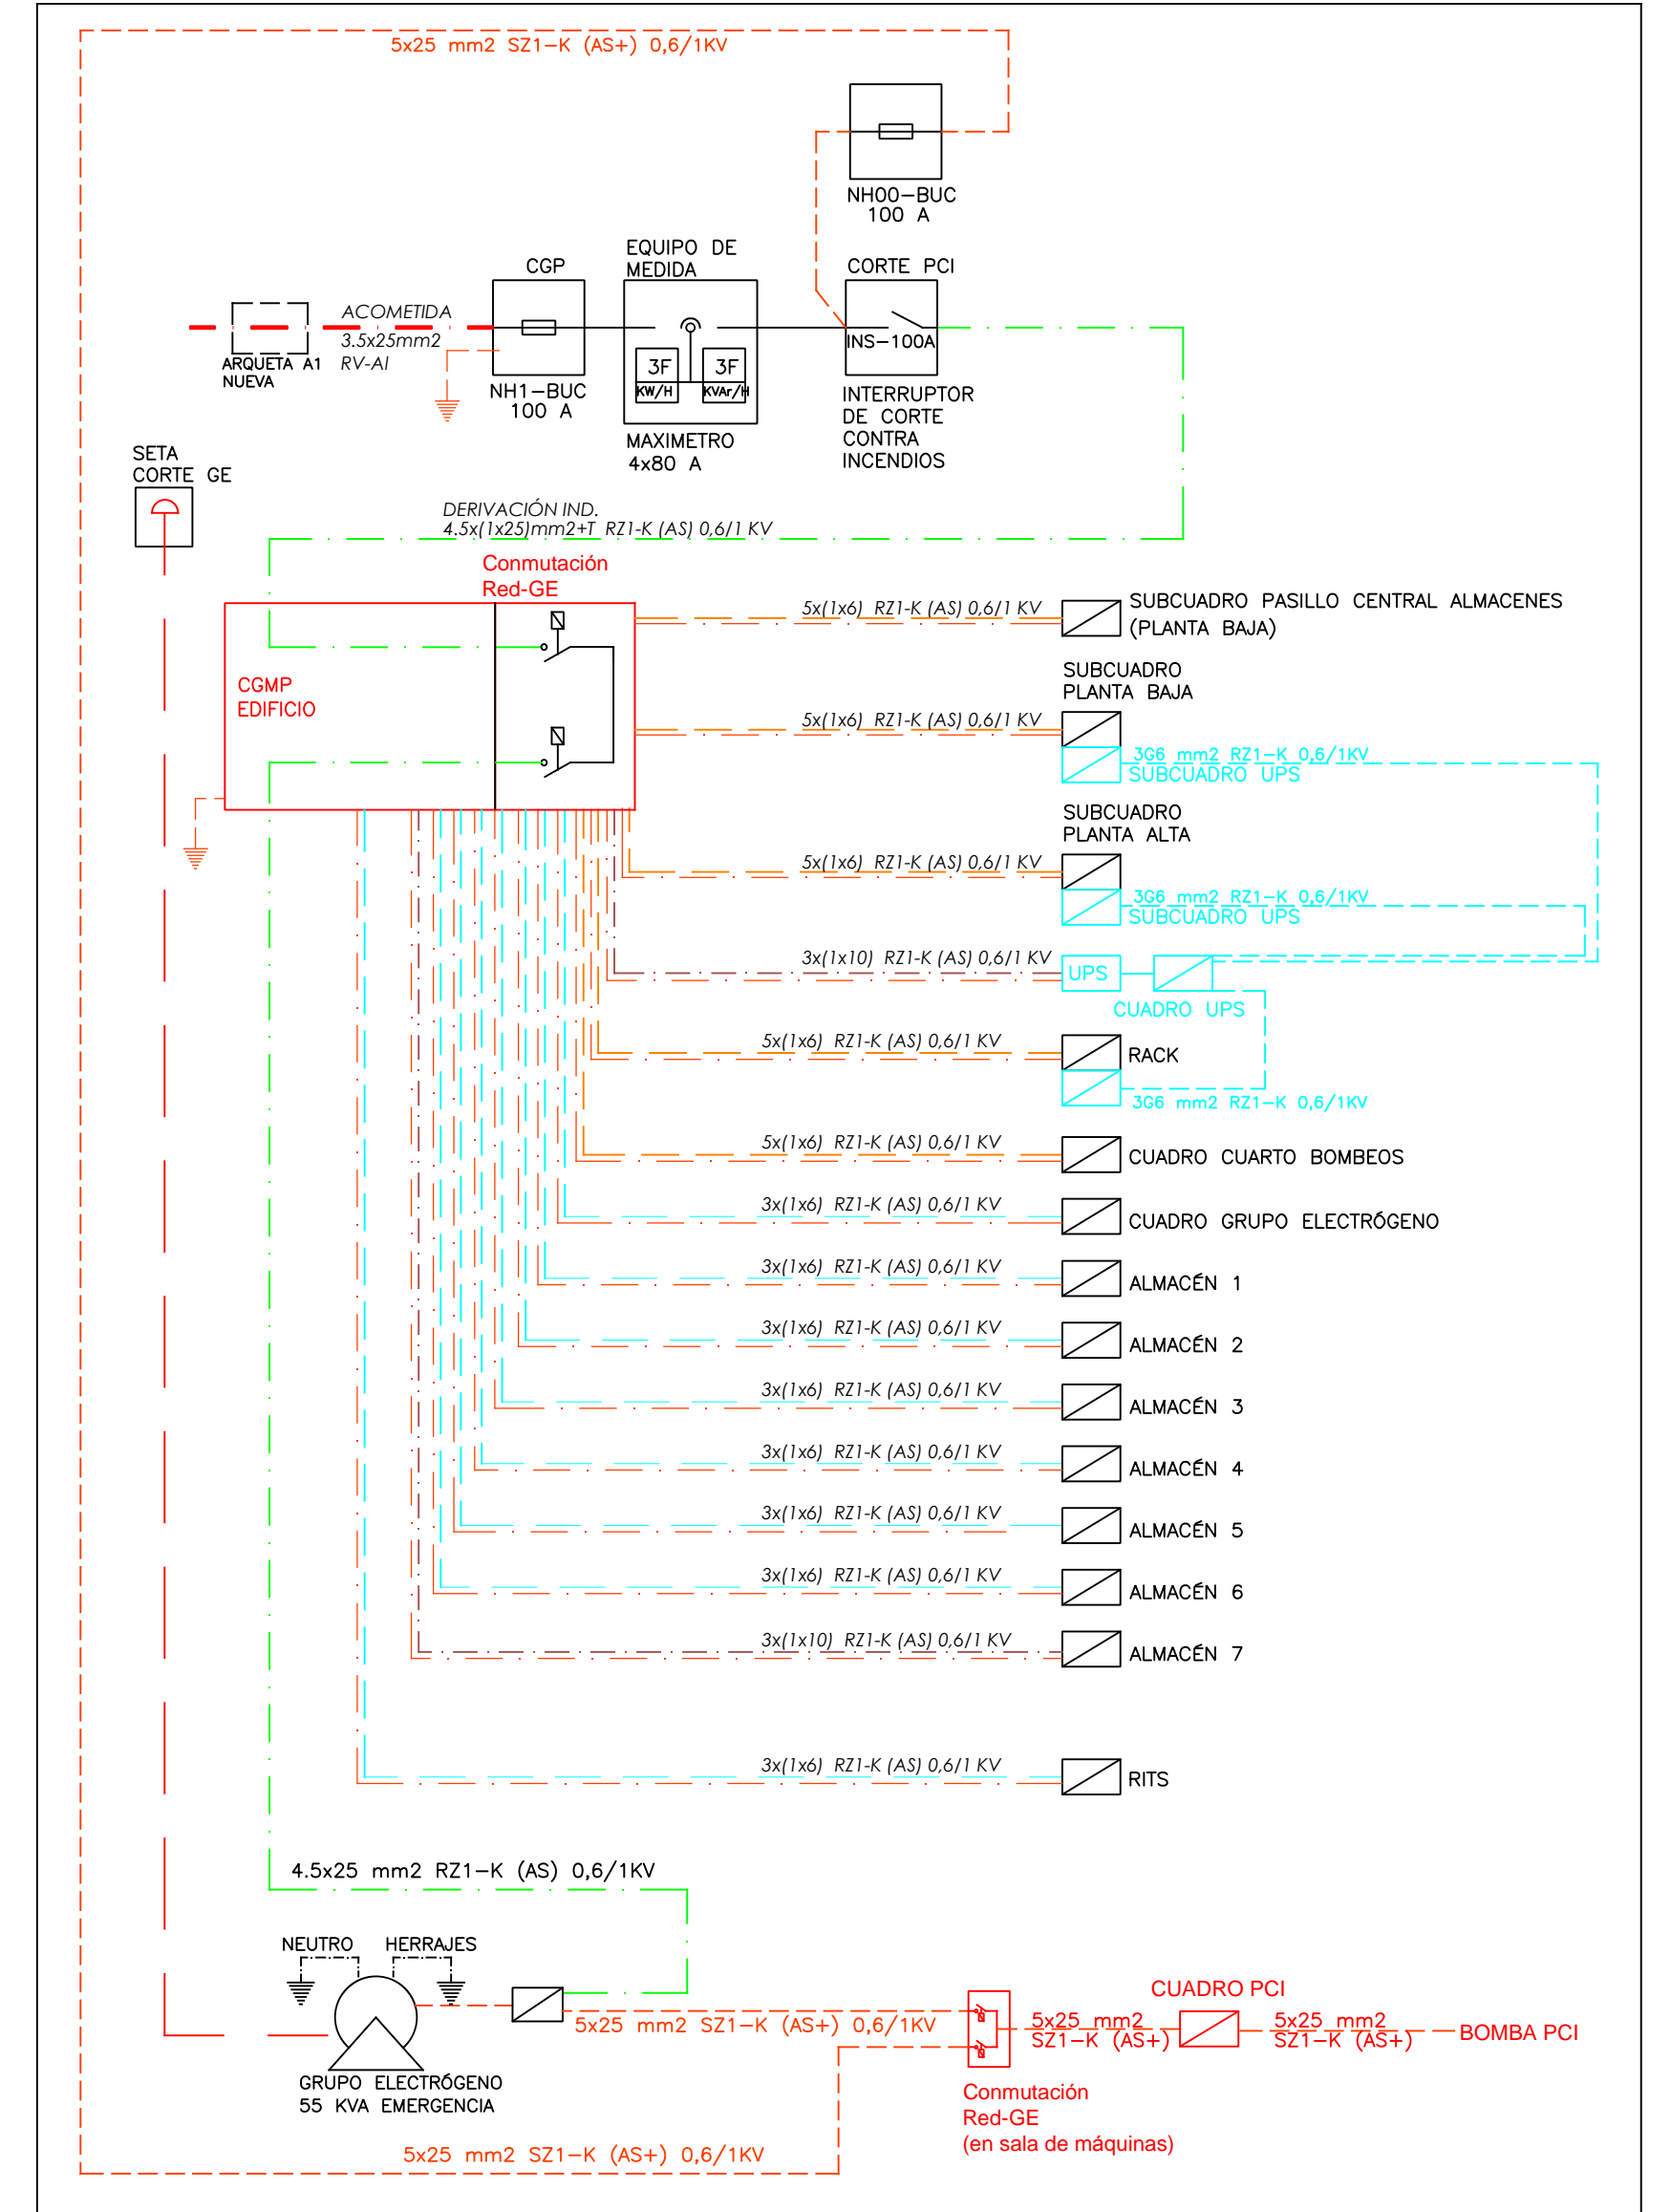 5x25 mm2 SZ1-K (AS+) 0,6/1KV
NH00-BUC
100 A
EQUIPO DE
MEDIDA
CGP
CORTE PCI
ACOMETIDA
3.5x25mm2
RV-Al
ARQUETA A1
NUEVA
3F
3F
KW/H
KVAr/H
INS-100A
NH1-BUC
100 A
INTERRUPTOR
DE CORTE
CONTRA
INCENDIOS
MAXIMETRO
4x80 A
SETA
CORTE GE
DERIVACIÓN IND.
4.5x(1x25)mm2+T RZ1-K (AS) 0,6/1 KV
Conmutación
Red-GE
CGMP
EDIFICIO
5x(1x6) RZ1-K (AS) 0,6/1 KV
SUBCUADRO PASILLO CENTRAL ALMACENES
(PLANTA BAJA)
SUBCUADRO
PLANTA BAJA
5x(1x6) RZ1-K (AS) 0,6/1 KV
3G6 mm2 RZ1-K 0,6/1KV
SUBCUADRO UPS
SUBCUADRO
PLANTA ALTA
5x(1x6) RZ1-K (AS) 0,6/1 KV
3G6 mm2 RZ1-K 0,6/1KV
SUBCUADRO UPS
3x(1x10) RZ1-K (AS) 0,6/1 KV
UPS
CUADRO UPS
5x(1x6) RZ1-K (AS) 0,6/1 KV
RACK
3G6 mm2 RZ1-K 0,6/1KV
5x(1x6) RZ1-K (AS) 0,6/1 KV
CUADRO CUARTO BOMBEOS
3x(1x6) RZ1-K (AS) 0,6/1 KV
CUADRO GRUPO ELECTRÓGENO
3x(1x6) RZ1-K (AS) 0,6/1 KV
ALMACÉN 1
3x(1x6) RZ1-K (AS) 0,6/1 KV
ALMACÉN 2
3x(1x6) RZ1-K (AS) 0,6/1 KV
ALMACÉN 3
3x(1x6) RZ1-K (AS) 0,6/1 KV
ALMACÉN 4
3x(1x6) RZ1-K (AS) 0,6/1 KV
ALMACÉN 5
3x(1x6) RZ1-K (AS) 0,6/1 KV
ALMACÉN 6
3x(1x10) RZ1-K (AS) 0,6/1 KV
ALMACÉN 7
3x(1x6) RZ1-K (AS) 0,6/1 KV
RITS
4.5x25 mm2 RZ1-K (AS) 0,6/1KV
NEUTRO
HERRAJES
5x25 mm2 SZ1-K (AS+) 0,6/1KV
CUADRO PCI
5x25 mm2
SZ1-K (AS+)
5x25 mm2
SZ1-K (AS+)
BOMBA PCI
GRUPO ELECTRÓGENO
55 KVA EMERGENCIA
Conmutación
Red-GE
(en sala de máquinas)
5x25 mm2 SZ1-K (AS+) 0,6/1KV